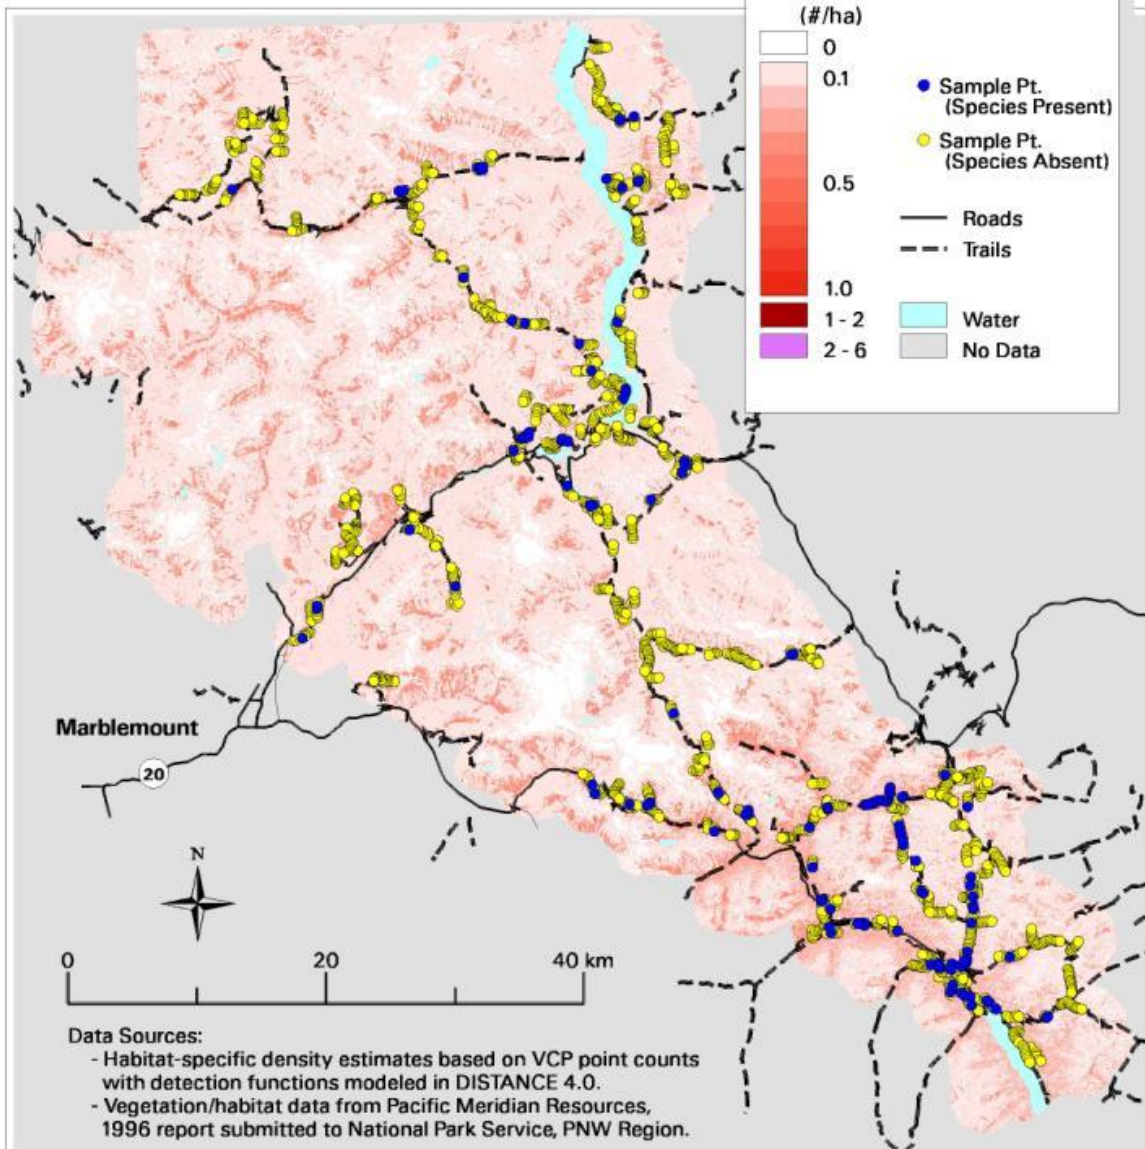 (#/ha)
0
0.1
0.5
1.0
1 - 2
2 - 6
Sample Pt.
(Species Present)
Sample Pt.
(Species Absent)
Roads
Trails
Water
No Data
Marblemount
20
N
0 20 40 km
Data Sources:
- Habitat-specific density estimates based on VCP point counts
with detection functions modeled in DISTANCE 4.0.
- Vegetation/habitat data from Pacific Meridian Resources,
1996 report submitted to National Park Service, PNW Region.